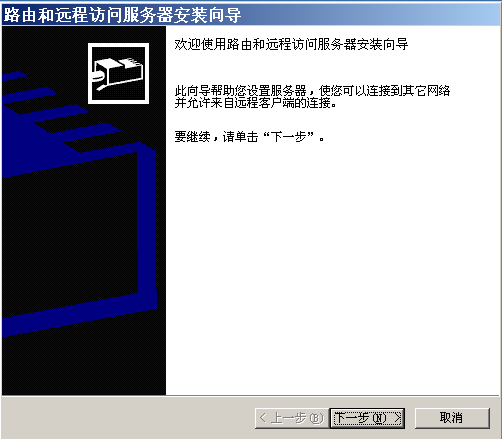 路由和远程访问服务器安装向导
欢迎使用路由和远程访问服务器安装向导
此向导帮助您设置服务器，使您可以连接到其它网络
并允许来自远程客户端的连接。
要继续，请单击“下一步”。
< 上一步(B) 下一步(N) > 取消